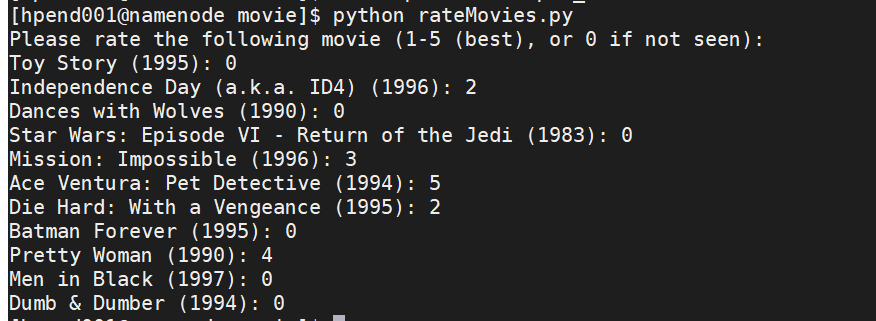 [hpend001@namenode movie]$ python rateMovies.py
Please rate the following movie (1-5 (best), or 0 if not seen):
Toy Story (1995): 0
Independence Day (a.k.a. ID4) (1996): 2
Dances with Wolves (1990): 0
Star Wars: Episode VI - Return of the Jedi (1983): 0
Mission: Impossible (1996): 3
Ace Ventura: Pet Detective (1994): 5
Die Hard: With a Vengeance (1995): 2
Batman Forever (1995): 0
Pretty Woman (1990): 4
Men in Black (1997): 0
Dumb & Dumber (1994): 0